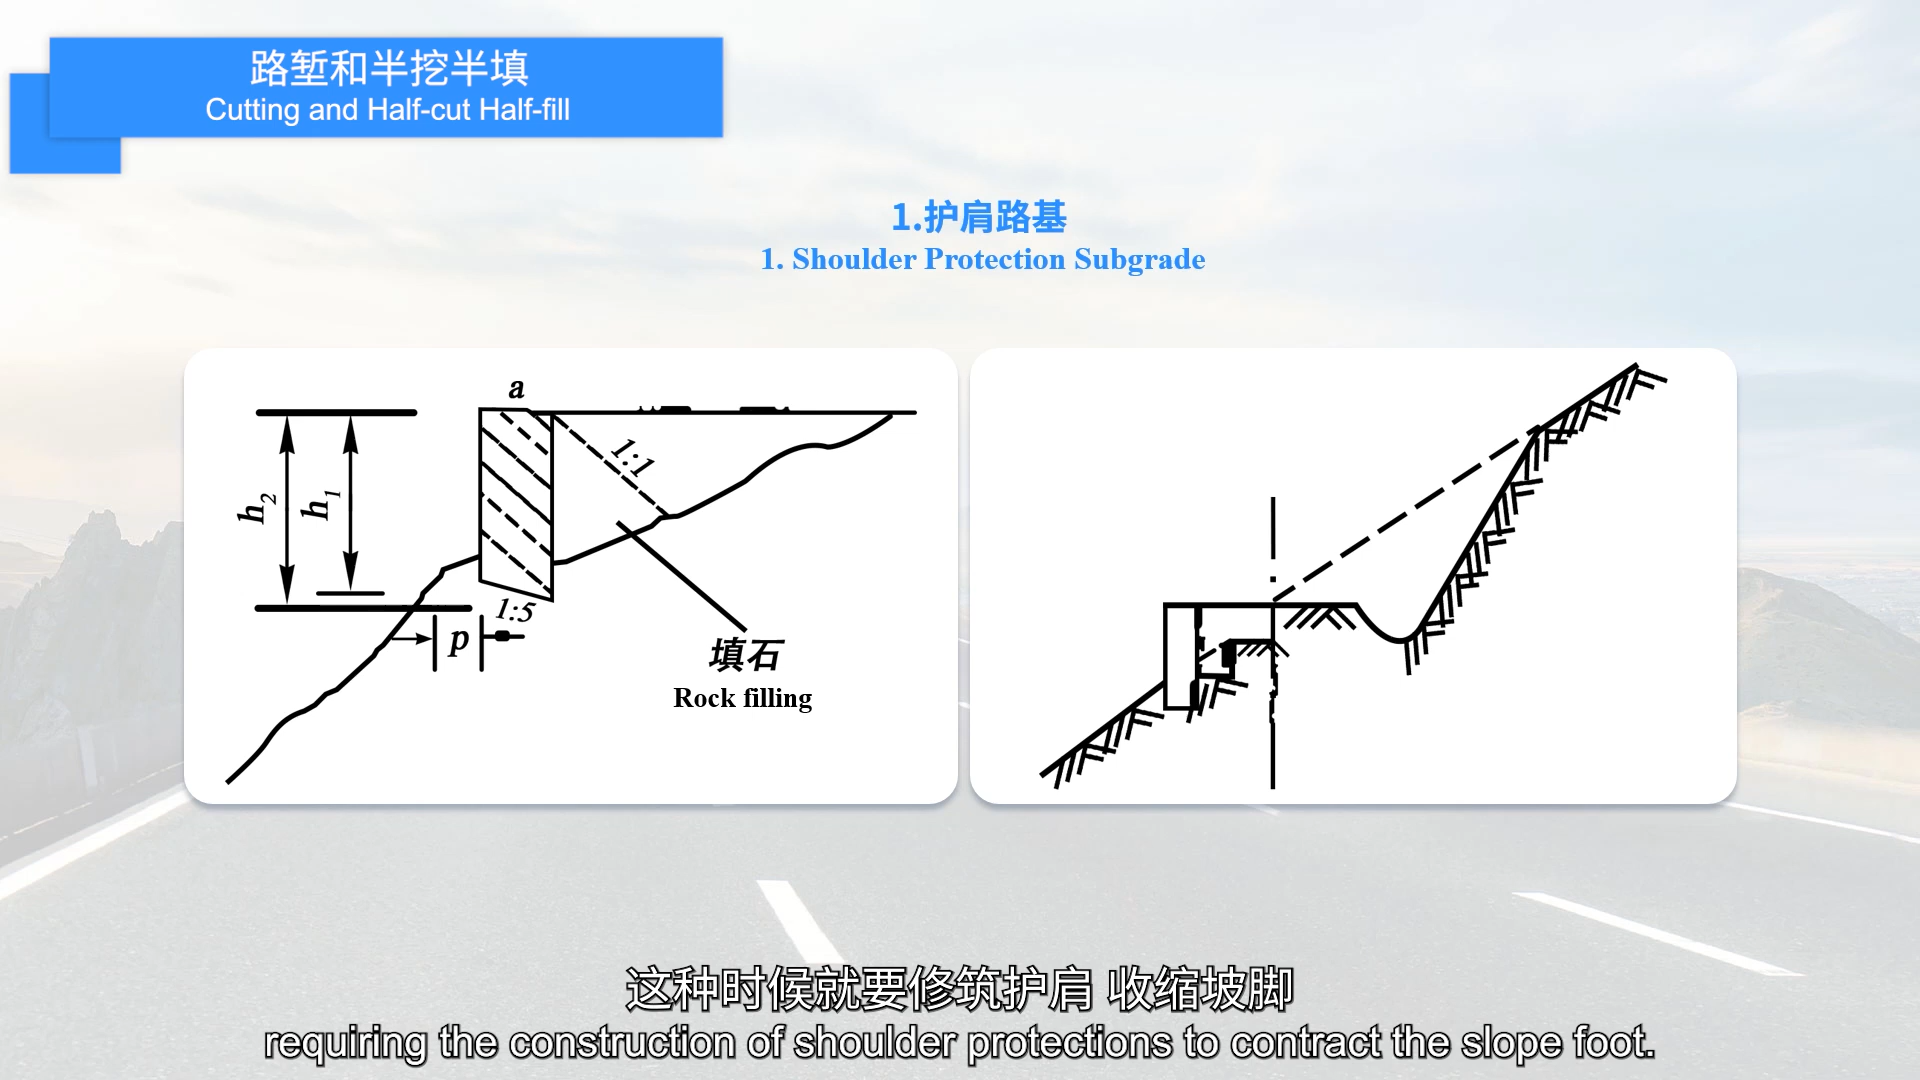 路堑和半挖半填
Cutting and Half-cut Half-fill
1.护肩路基
1. Shoulder Protection Subgrade
a
1:1
h2
h1
1:5
p
填石
Rock filling
这种时候就要修筑护肩 收缩坡脚
requiring the construction of shoulder protections to contract the slope foot.